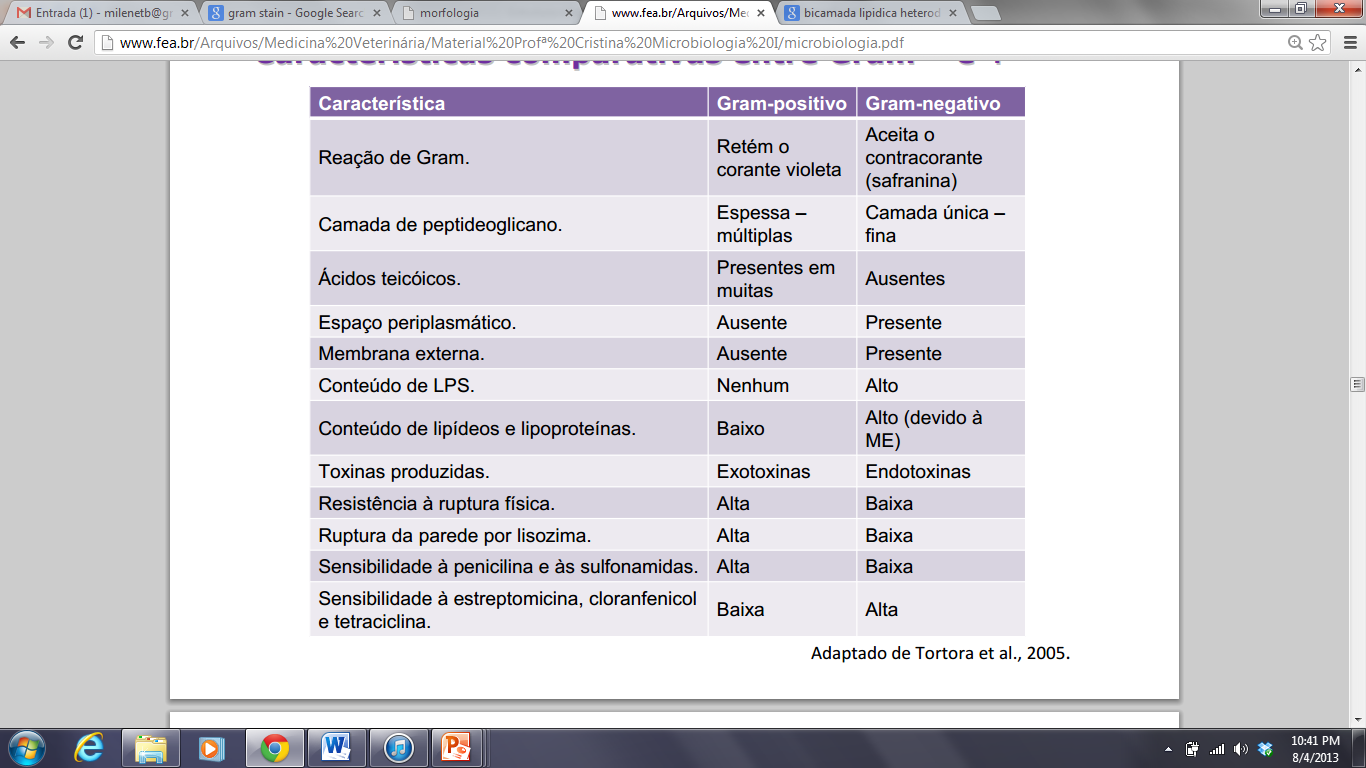 Entrada (1) - milenetb@g
gram stain - Google Searc
morfologia
www.fea.br/Arquivos/Me
bicamada lipidica heterod
www.fea.br/Arquivos/Medicina%20Veterinária/Material%20Profª%20Cristina%20Microbiologia%20I/microbiologia.pdf
Característica Gram-positivo Gram-negativo
Reação de Gram.
Retém o
corante violeta
Aceita o
contracorante
(safranina)
Camada de peptideoglicano.
Espessa –
múltiplas
Camada única –
fina
Ácidos teicóicos.
Presentes em
muitas
Ausentes
Espaço periplasmático. Ausente Presente
Membrana externa. Ausente Presente
Conteúdo de LPS. Nenhum Alto
Conteúdo de lipídeos e lipoproteínas. Baixo
Alto (devido à
ME)
Toxinas produzidas. Exotoxinas Endotoxinas
Resistência à ruptura física. Alta Baixa
Ruptura da parede por lisozima. Alta Baixa
Sensibilidade à penicilina e às sulfonamidas. Alta Baixa
Sensibilidade à estreptomicina, cloranfenicol
e tetraciclina.
Baixa Alta
Adaptado de Tortora et al., 2005.
10:41 PM
8/4/2013